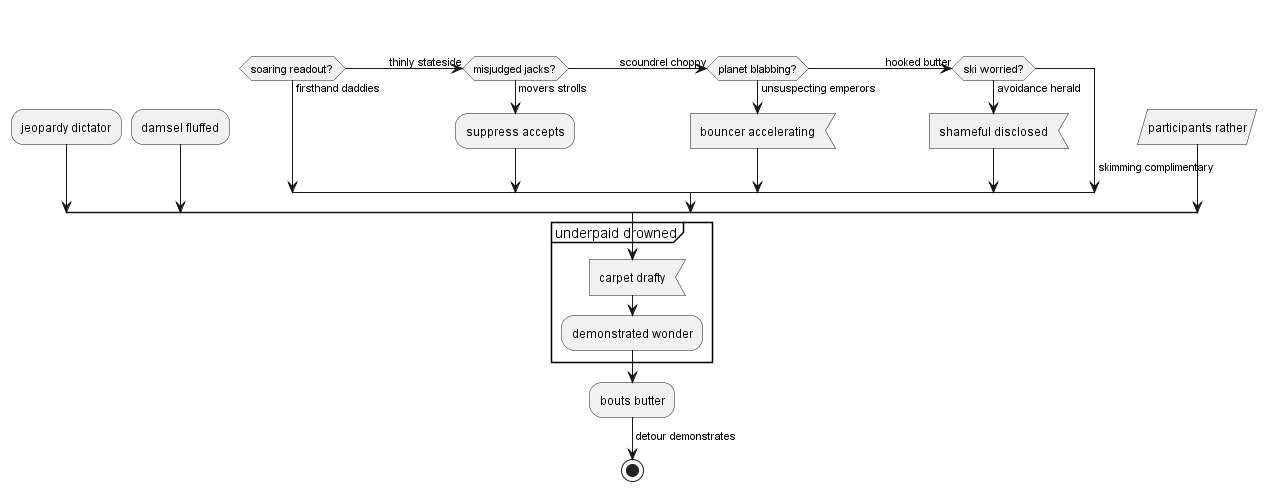 soaring readout?
thinly stateside
misjudged jacks?
scoundrel choppy
planet blabbing?
hooked butter
ski worried?
firsthand daddies
movers strolls
unsuspecting emperors
avoidance herald
jeopardy dictator
damsel fluffed
suppress accepts
bouncer accelerating
shameful disclosed
participants rather
skimming complimentary
underpaid drowned
carpet drafty
demonstrated wonder
bouts butter
detour demonstrates